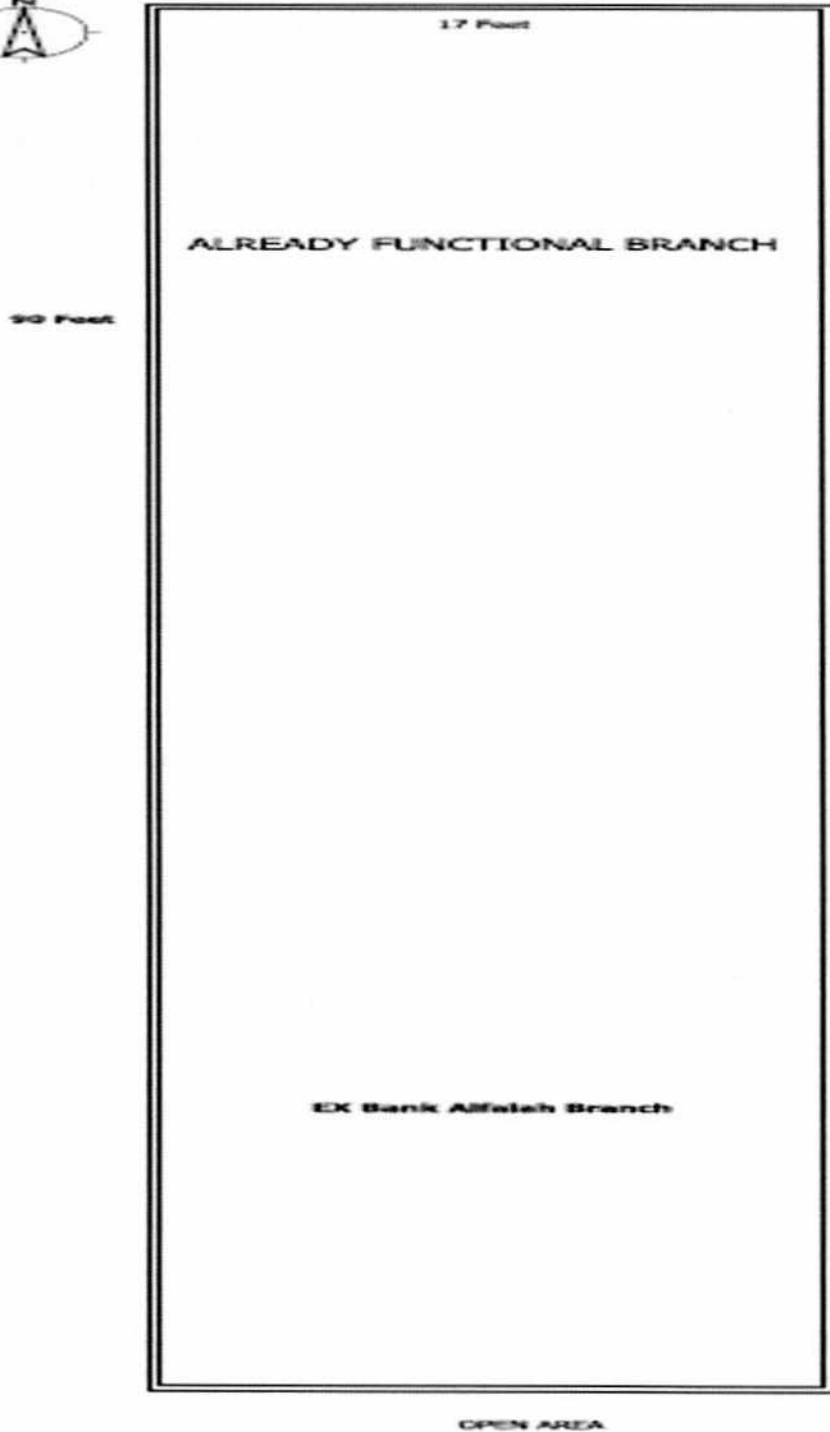 N
17 Feet
ALREADY FUNCTIONAL BRANCH
90 Feet
EX Bank Alfalah Branch
OPEN AREA